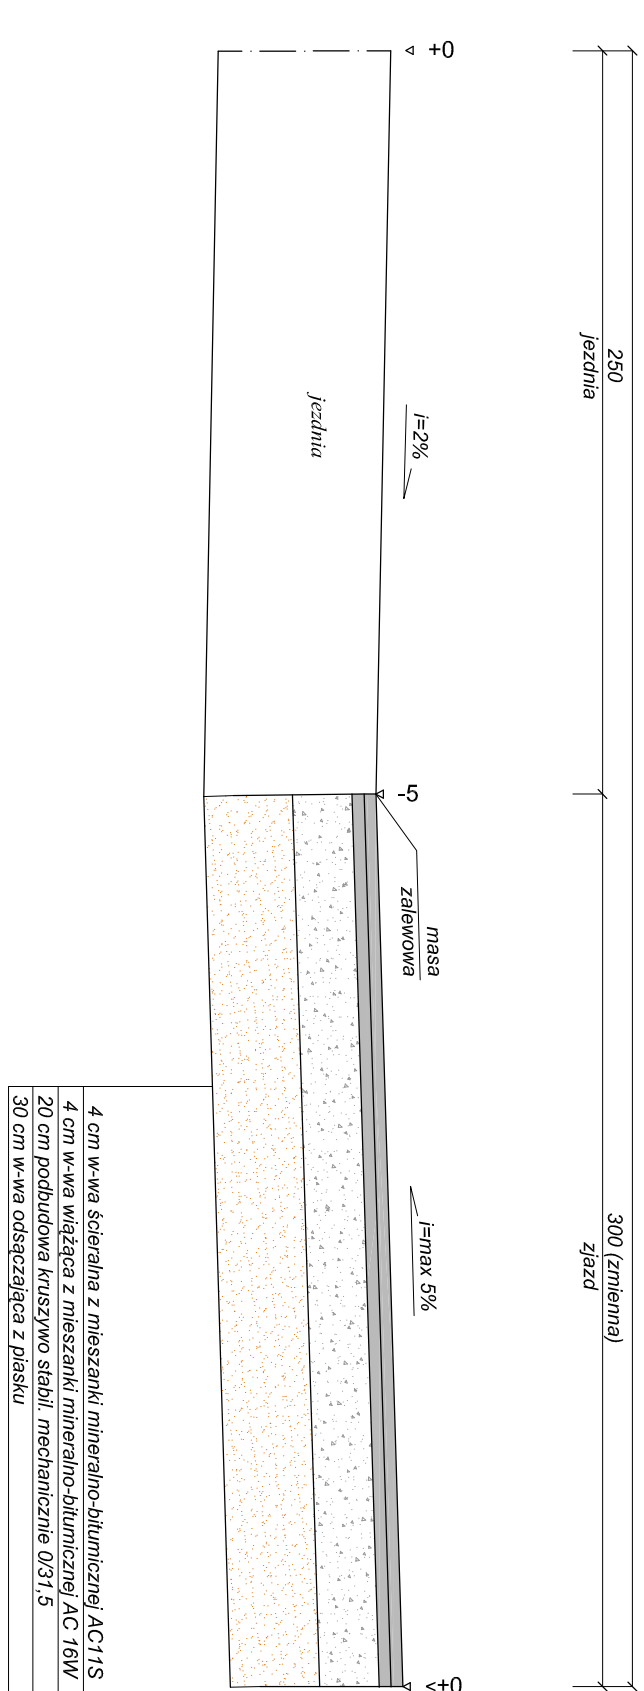 250
jezdnia
300 (zmienna)
zjazd
+0
i=2%
jezdnia
-5
masa
zalewowa
i=max 5%
<+0
4 cm w-wa ścieralna z mieszanki mineralno-bitumicznej AC11S
4 cm w-wa wiążąca z mieszanki mineralno-bitumicznej AC 16W
20 cm podbudowa kruszywo stabil. mechanicznie 0/31,5
30 cm w-wa odsączająca z piasku